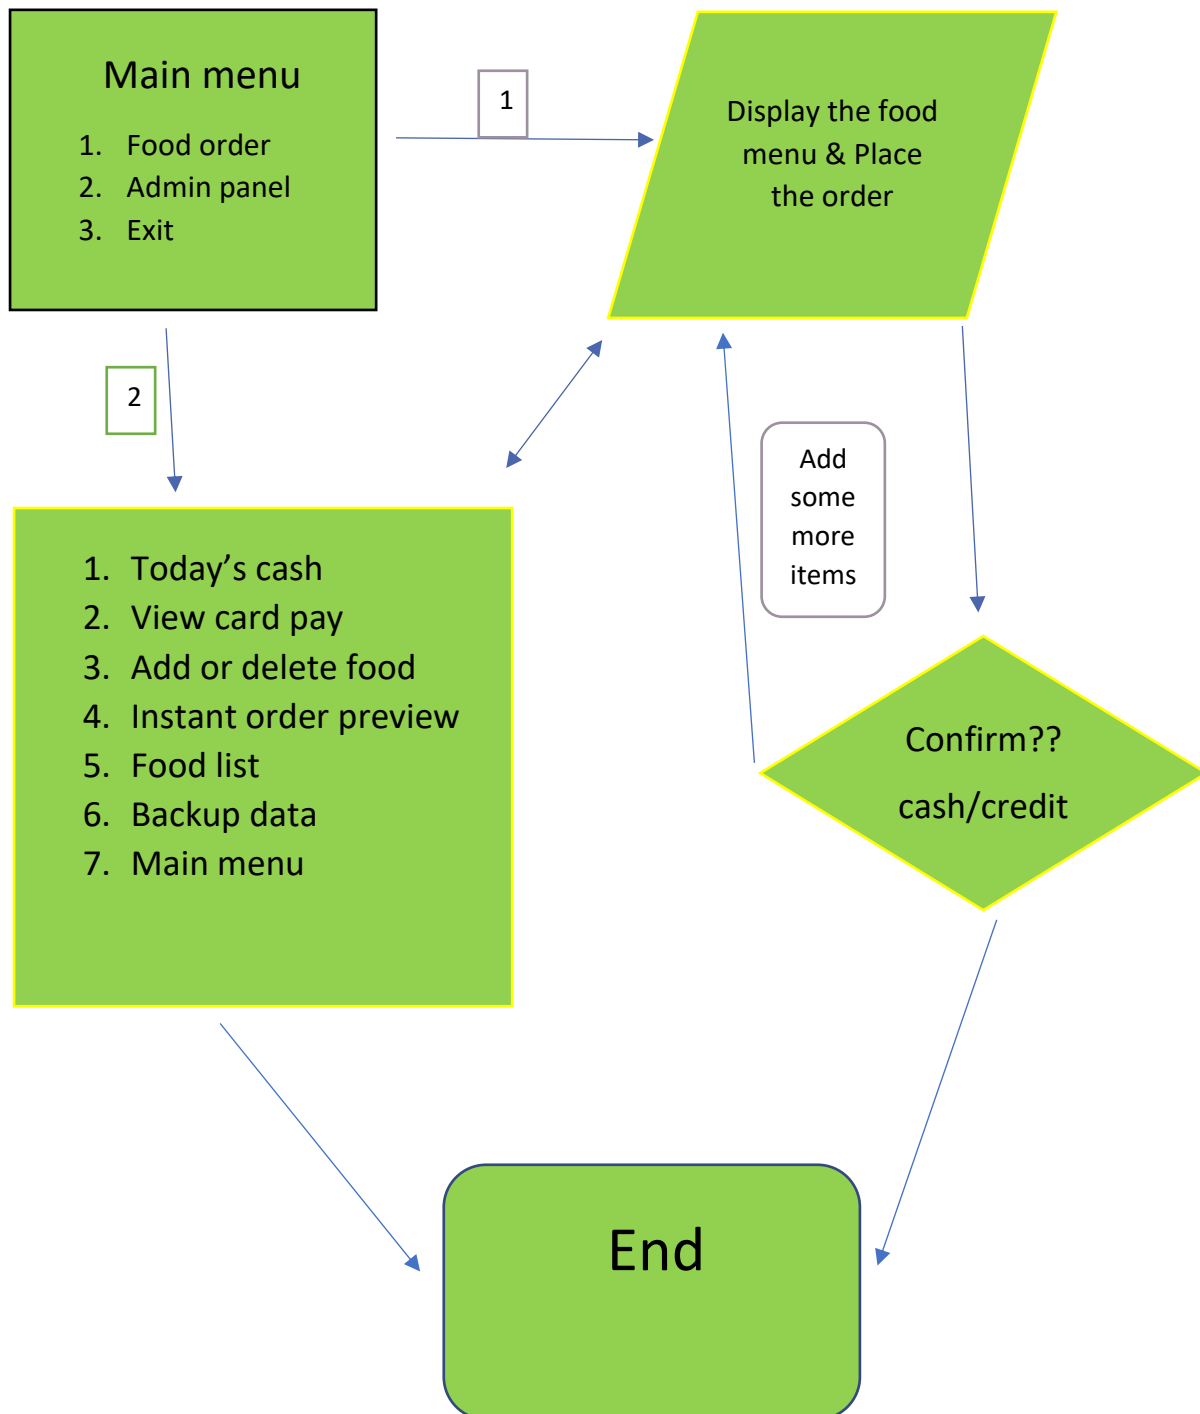 Main menu
1. Food order
2. Admin panel
3. Exit
1
Display the food
menu & Place
the order
2
Add
some
more
items
1. Today’s cash
2. View card pay
3. Add or delete food
4. Instant order preview
5. Food list
6. Backup data
7. Main menu
Confirm??
cash/credit
End